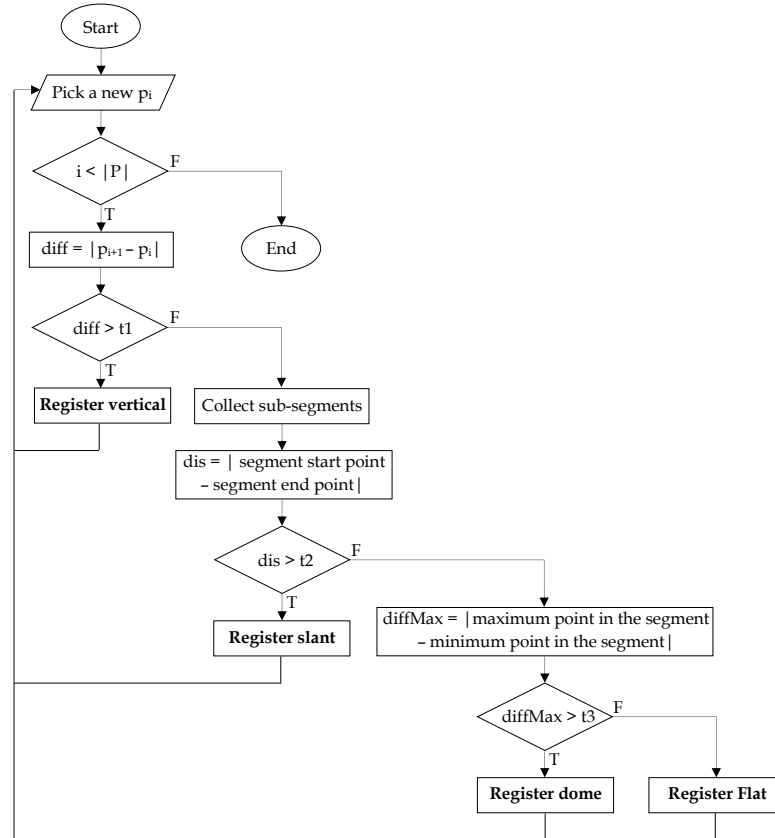 Start
Pick a new pi
i < |P|
F
T
diff = |pi+1 – pi|
End
diff > t1
F
T
Register vertical
Collect sub-segments
dis = | segment start point
– segment end point|
dis > t2
F
T
Register slant
diffMax = |maximum point in the segment
– minimum point in the segment|
diffMax > t3
F
T
Register dome
Register Flat